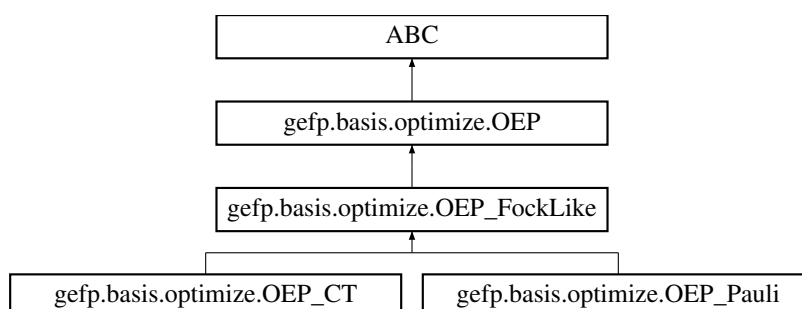 ABC
gefp.basis.optimize.OEP
gefp.basis.optimize.OEP_FockLike
gefp.basis.optimize.OEP_CT
gefp.basis.optimize.OEP_Pauli